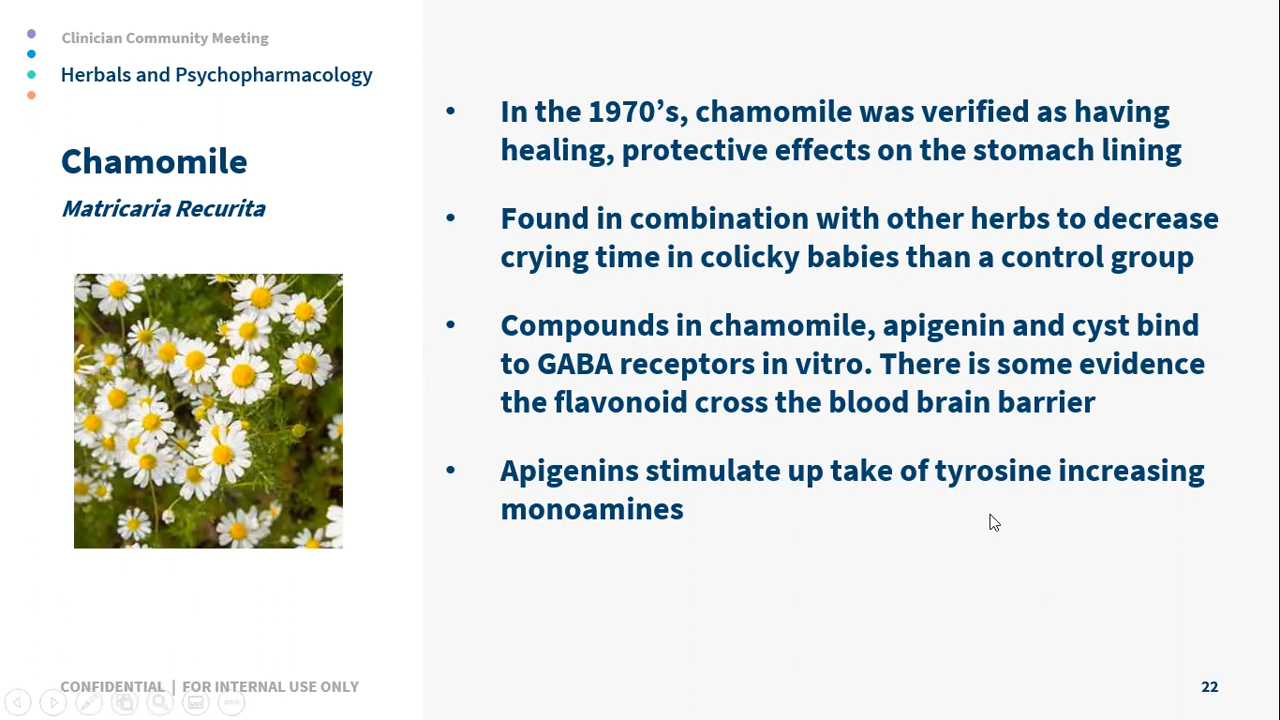 Clinician Community Meeting
Herbals and Psychopharmacology
Chamomile
Matricaria Recurita
• In the 1970’s, chamomile was verified as having
healing, protective effects on the stomach lining
• Found in combination with other herbs to decrease
crying time in colicky babies than a control group
• Compounds in chamomile, apigenin and cyst bind
to GABA receptors in vitro. There is some evidence
the flavonoid cross the blood brain barrier
• Apigenins stimulate up take of tyrosine increasing
monoamines
CONFIDENTIAL | FOR INTERNAL USE ONLY
22